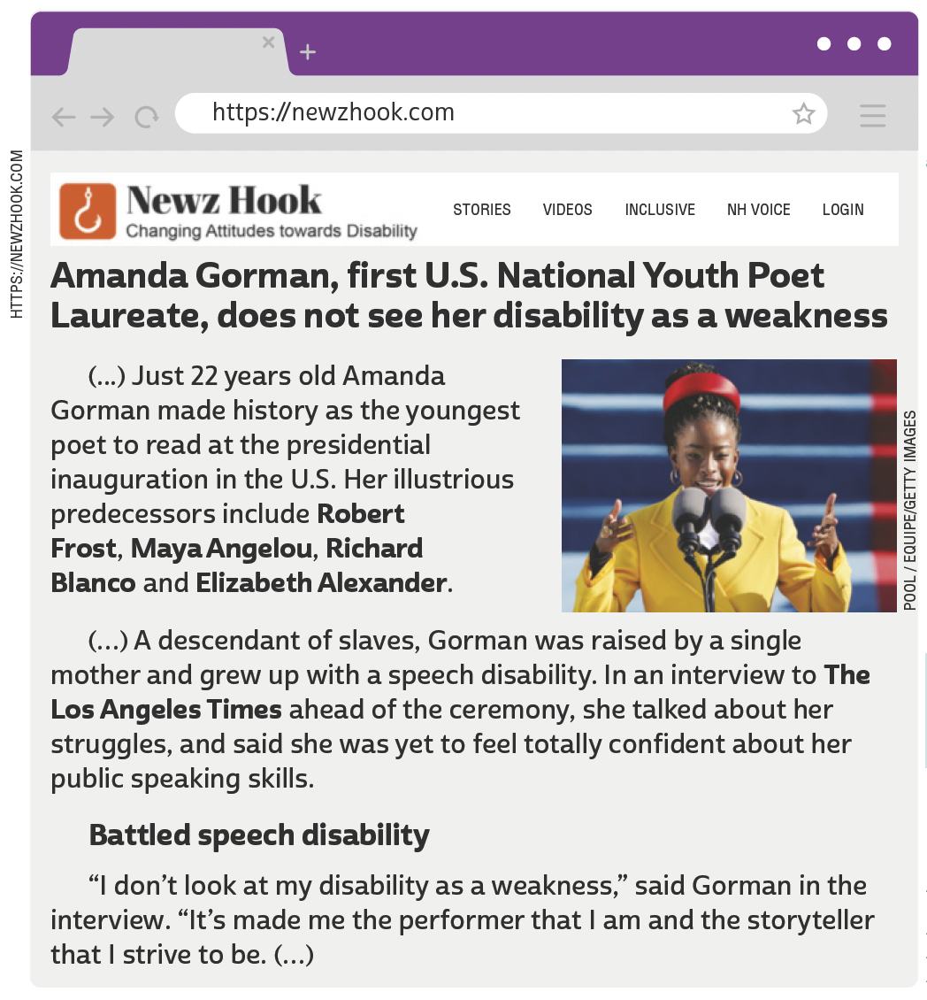 https://newzhook.com
HTTPS://NEWZHOOK.COM
Newz Hook
Changing Attitudes towards Disability
STORIES VIDEOS INCLUSIVE NH VOICE LOGIN
Amanda Gorman, first U.S. National Youth Poet
Laureate, does not see her disability as a weakness
(...) Just 22 years old Amanda
Gorman made history as the youngest
poet to read at the presidential
inauguration in the U.S. Her illustrious
predecessors include Robert
Frost, Maya Angelou, Richard
Blanco and Elizabeth Alexander.
POOL / EQUIPE/GETTY IMAGES
(...) A descendant of slaves, Gorman was raised by a single
mother and grew up with a speech disability. In an interview to The
Los Angeles Times ahead of the ceremony, she talked about her
struggles, and said she was yet to feel totally confident about her
public speaking skills.
Battled speech disability
“I don’t look at my disability as a weakness,” said Gorman in the
interview. “It’s made me the performer that I am and the storyteller
that I strive to be. (...)